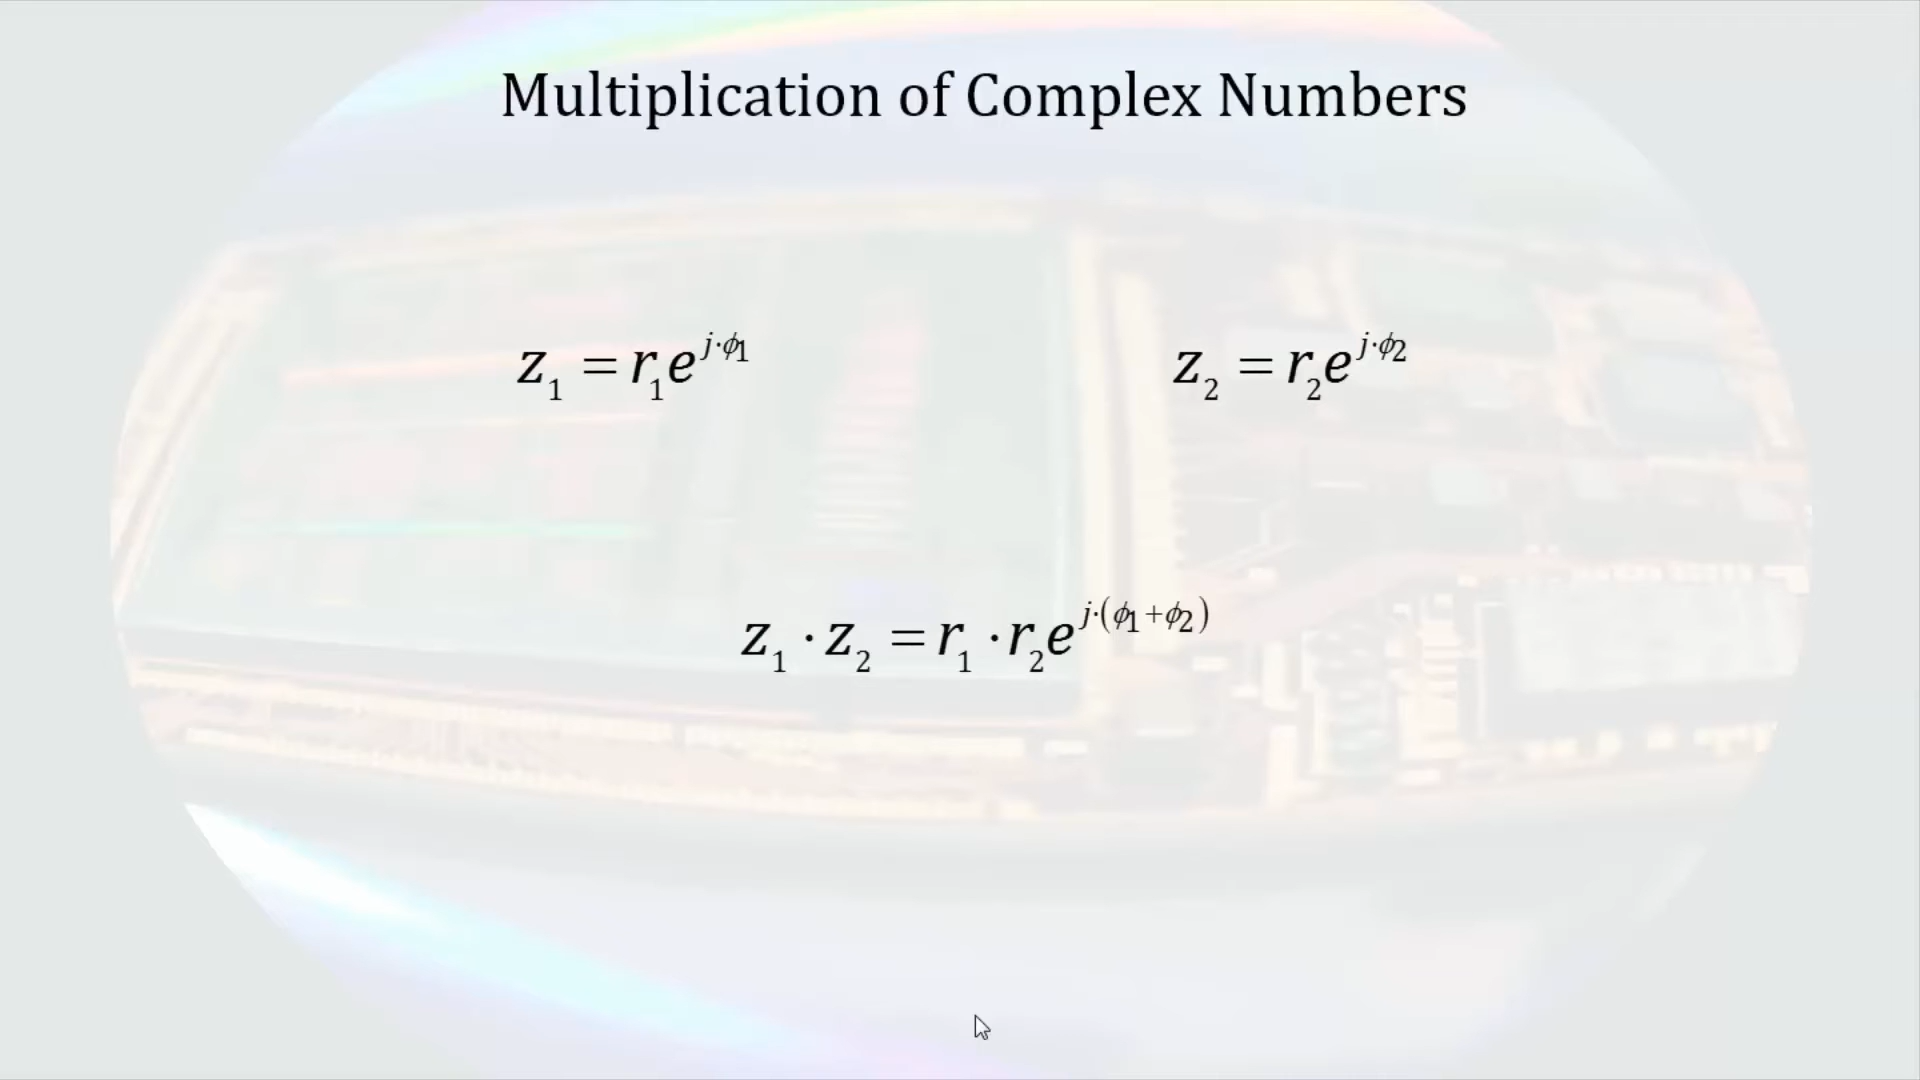 Multiplication of Complex Numbers
z₁ = r₁e^{j·ϕ₁}
z₂ = r₂e^{j·ϕ₂}
z₁ · z₂ = r₁ · r₂e^{j·(ϕ₁+ϕ₂)}